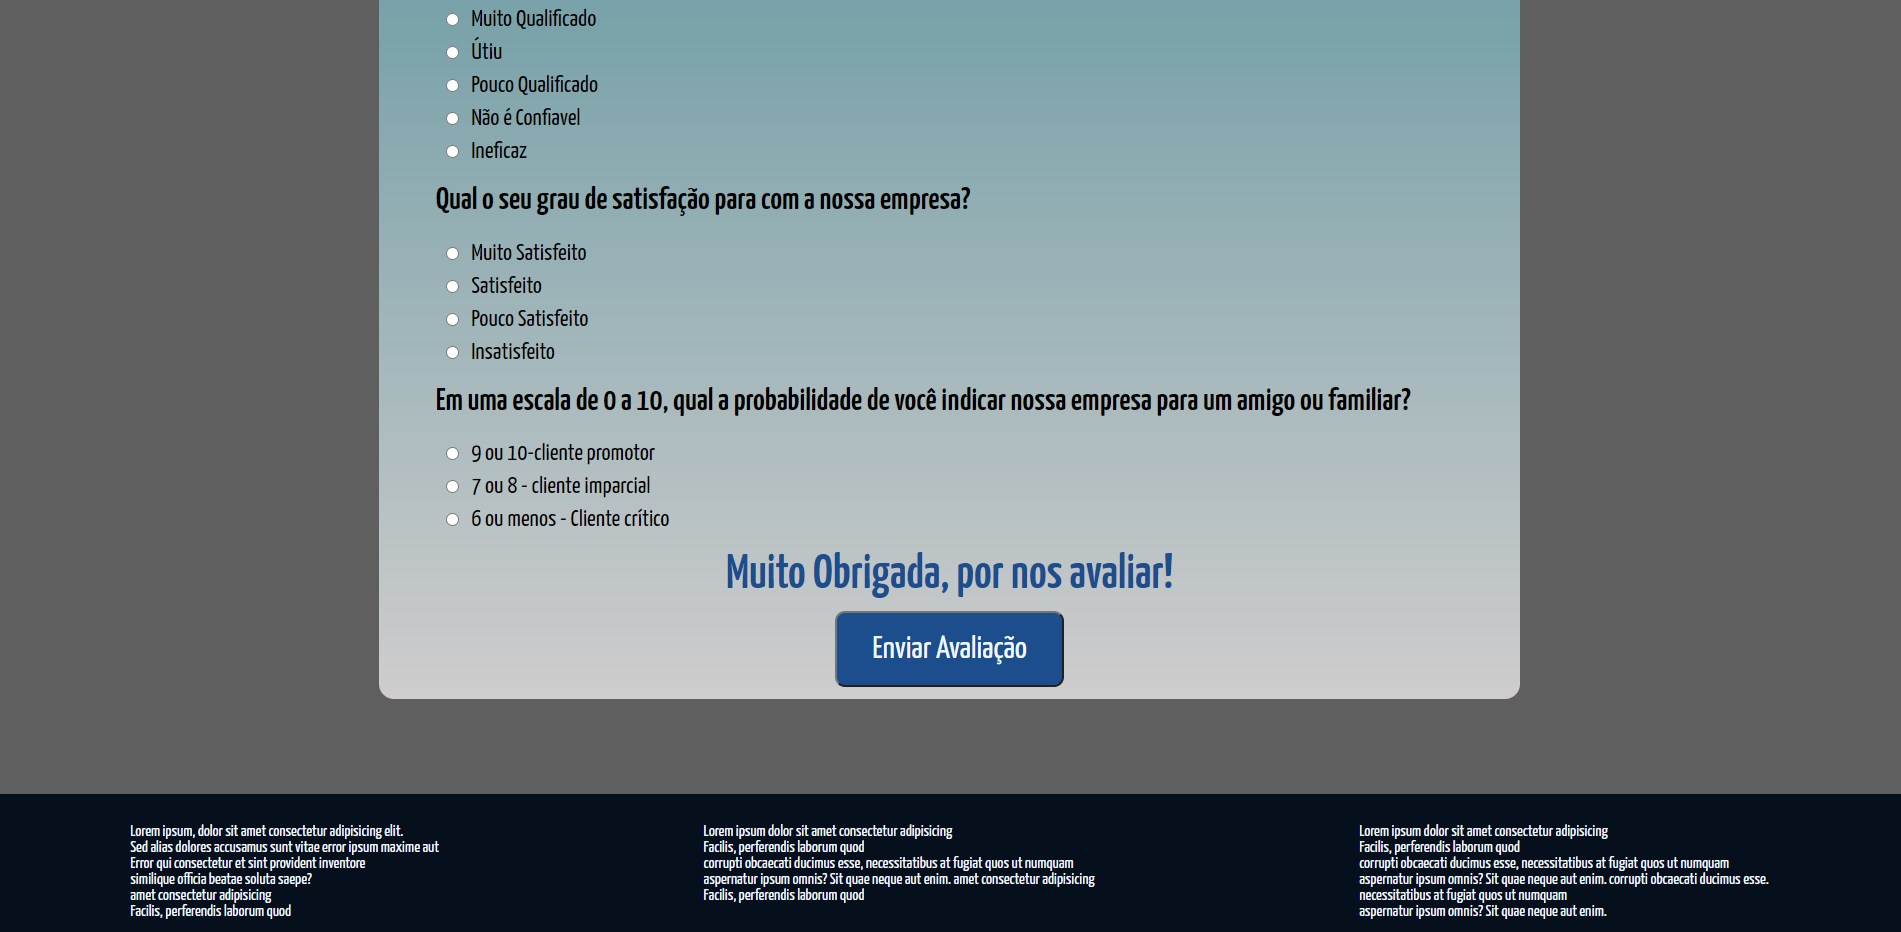 Muito Qualificado
Útiu
Pouco Qualificado
Não é Confiavel
Ineficaz
Qual o seu grau de satisfação para com a nossa empresa?
Muito Satisfeito
Satisfeito
Pouco Satisfeito
Insatisfeito
Em uma escala de 0 a 10, qual a probabilidade de você indicar nossa empresa para um amigo ou familiar?
9 ou 10-cliente promotor
7 ou 8 - cliente imparcial
6 ou menos - Cliente crítico
Muito Obrigada, por nos avaliar!
Enviar Avaliação
Lorem ipsum, dolor sit amet consectetur adipisicing elit.
Sed alias dolores accusamus sunt vitae error ipsum maxime aut
Error qui consectetur et sint provident inventore
similique officia beatae soluta saepe?
amet consectetur adipisicing
Facilis, perferendis laborum quod
Lorem ipsum dolor sit amet consectetur adipisicing
Facilis, perferendis laborum quod
corrupti obcaecati ducimus esse, necessitatibus at fugiat quos ut numquam
aspernatur ipsum omnis? Sit quae neque aut enim. amet consectetur adipisicing
Facilis, perferendis laborum quod
Lorem ipsum dolor sit amet consectetur adipisicing
Facilis, perferendis laborum quod
corrupti obcaecati ducimus esse, necessitatibus at fugiat quos ut numquam
aspernatur ipsum omnis? Sit quae neque aut enim. corrupti obcaecati ducimus esse.
necessitatibus at fugiat quos ut numquam
aspernatur ipsum omnis? Sit quae neque aut enim.